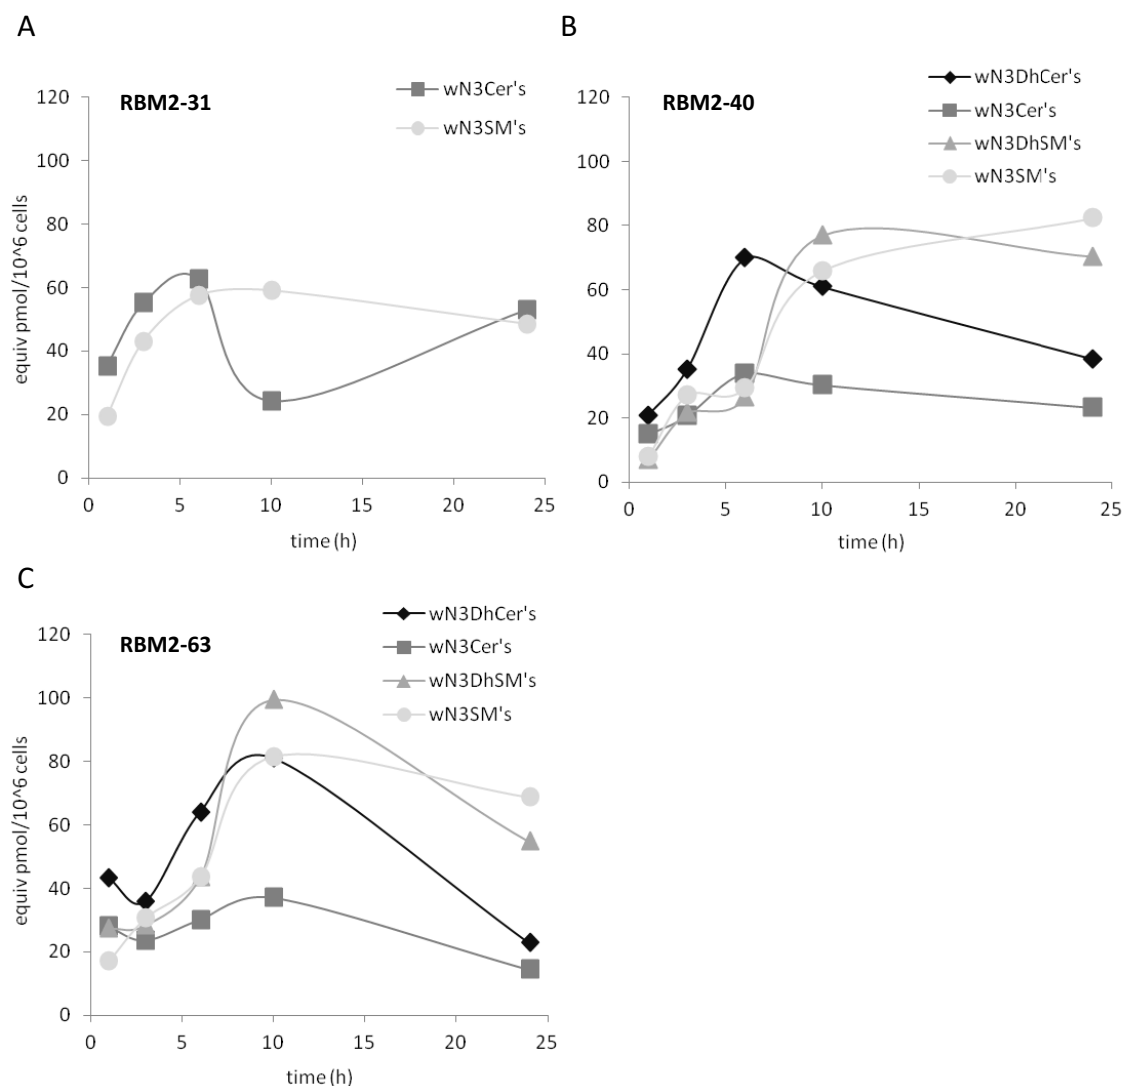 A
RBM2-31
wN3Cer's
wN3SM's
equiv pmol/10^6 cells
120
100
80
60
40
20
0
0 5 10 15 20 25
time (h)
B
RBM2-40
wN3DhCer's
wN3Cer's
wN3DhSM's
wN3SM's
120
100
80
60
40
20
0
0 5 10 15 20 25
time (h)
C
RBM2-63
wN3DhCer's
wN3Cer's
wN3DhSM's
wN3SM's
equiv pmol/10^6 cells
120
100
80
60
40
20
0
0 5 10 15 20 25
time (h)